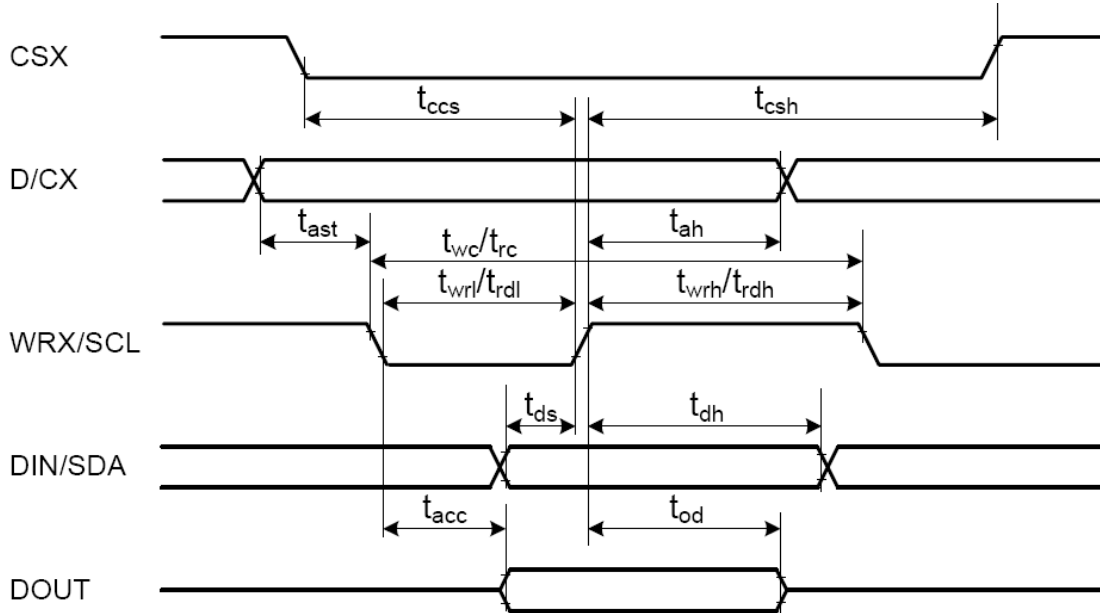 CSX
t_ccs t_csh
D/CX
t_ast t_ah
t_wc/t_rc
t_wrl/t_rdl t_wrh/t_rdh
WRX/SCL
t_ds t_dh
DIN/SDA
t_acc t_od
DOUT